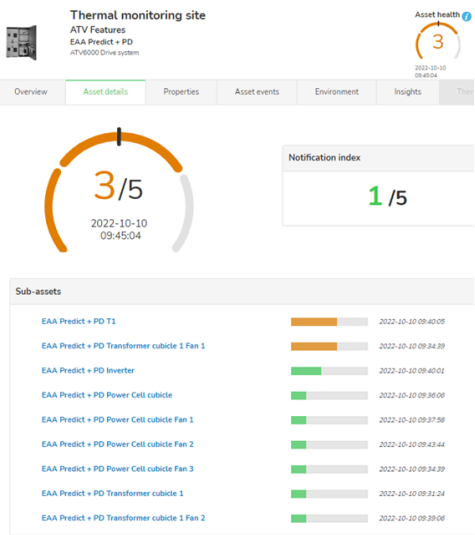 Thermal monitoring site
Asset health
ATV Features
EAA Predict + PD
ATV6000 Drive system
3
2022-10-10
09:45:04
Overview
Asset details
Properties
Asset events
Environment
Insights
3/5
2022-10-10
09:45:04
Notification index
1 /5
Sub-assets
EAA Predict + PD T1
2022-10-10 09:40:05
EAA Predict + PD Transformer cubicle 1 Fan 1
2022-10-10 09:34:39
EAA Predict + PD Inverter
2022-10-10 09:40:01
EAA Predict + PD Power Cell cubicle
2022-10-10 09:36:06
EAA Predict + PD Power Cell cubicle Fan 1
2022-10-10 09:37:56
EAA Predict + PD Power Cell cubicle Fan 2
2022-10-10 09:43:44
EAA Predict + PD Power Cell cubicle Fan 3
2022-10-10 09:34:39
EAA Predict + PD Transformer cubicle 1
2022-10-10 09:31:24
EAA Predict + PD Transformer cubicle 1 Fan 2
2022-10-10 09:39:06